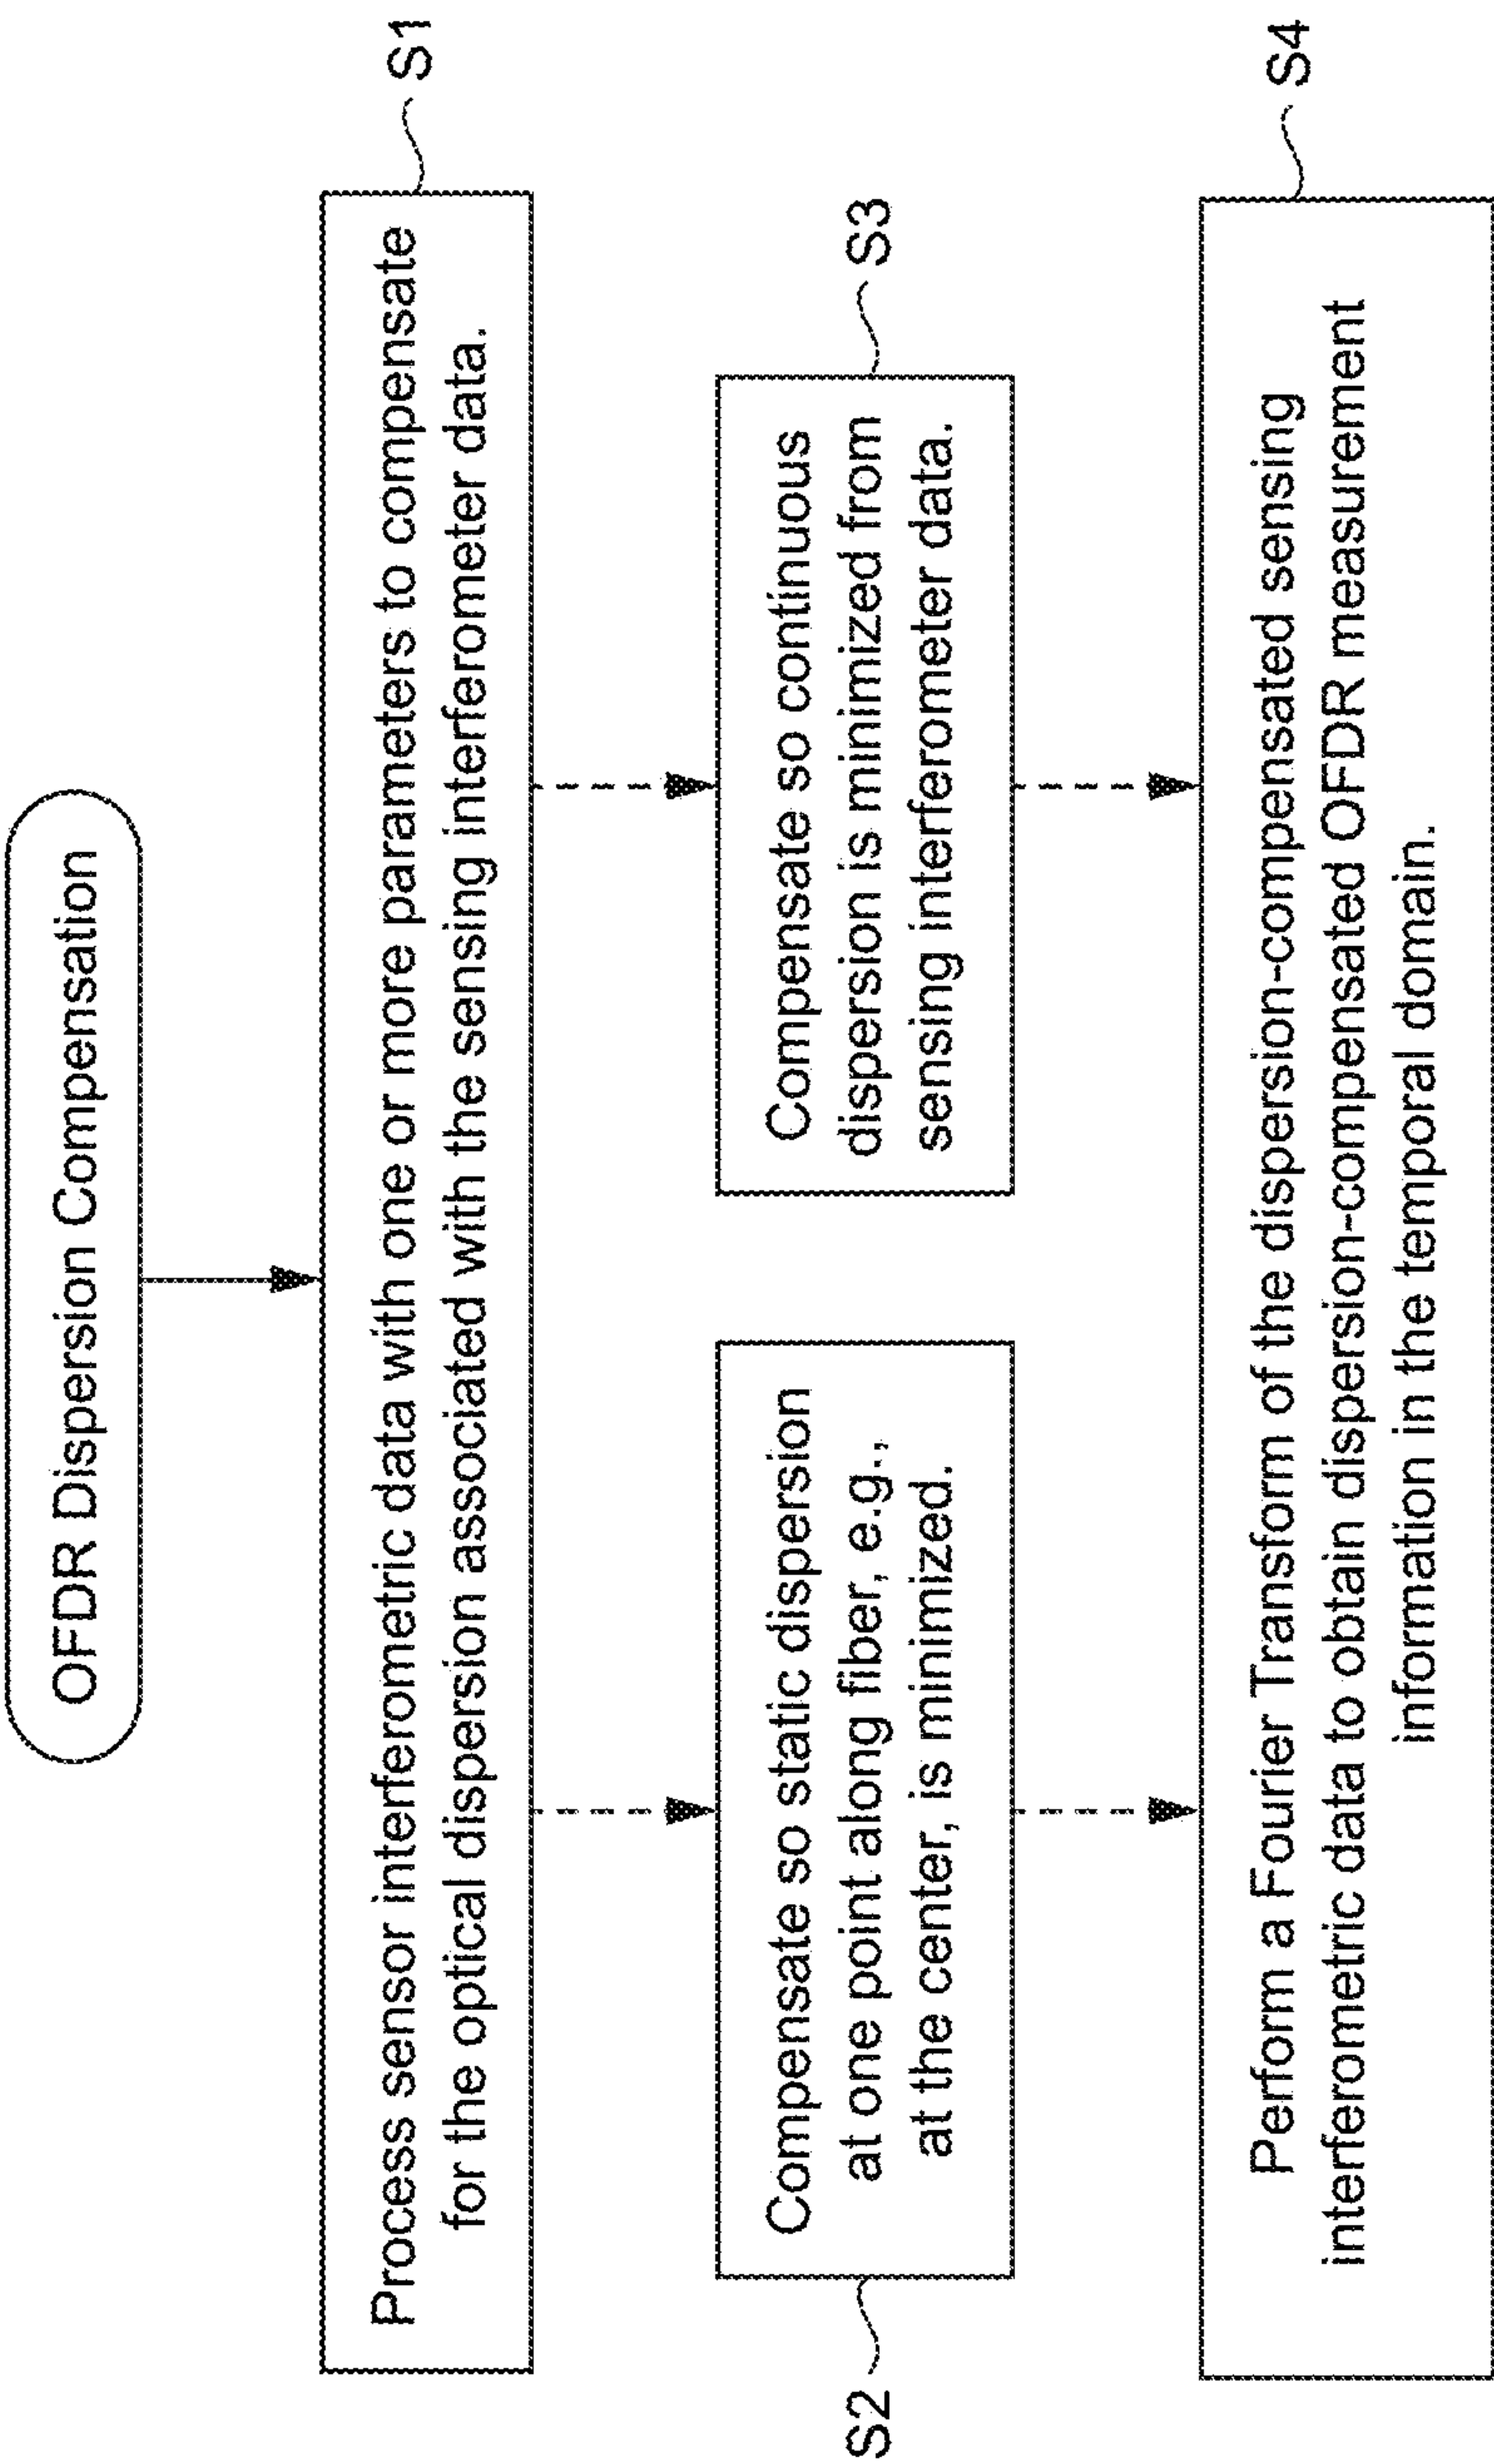 OFDR Dispersion Compensation
Process sensor interferometric data with one or more parameters to compensate
for the optical dispersion associated with the sensing interferometer data.
S1
Compensate so static dispersion
at one point along fiber, e.g.,
at the center, is minimized.
S2
Compensate so continuous
dispersion is minimized from
sensing interferometer data.
S3
Perform a Fourier Transform of the dispersion-compensated sensing
interferometric data to obtain dispersion-compensated OFDR measurement
information in the temporal domain.
S4